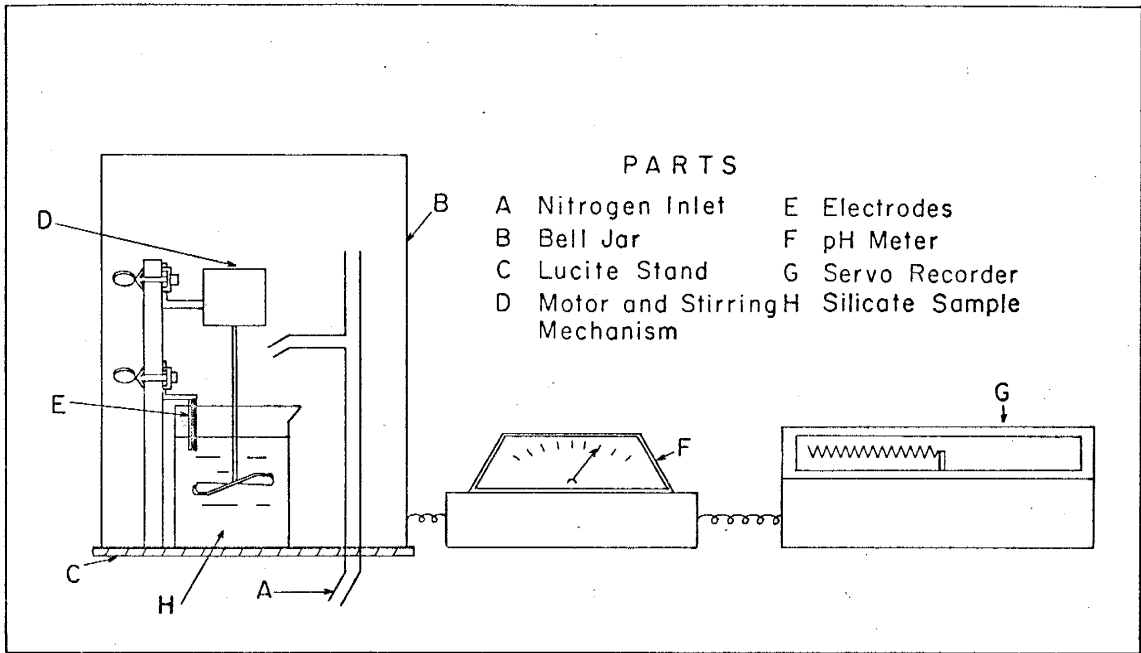 PARTS
A Nitrogen Inlet
B Bell Jar
C Lucite Stand
D Motor and Stirring
Mechanism
E Electrodes
F pH Meter
G Servo Recorder
H Silicate Sample
D
B
E
G
F
C
H
A